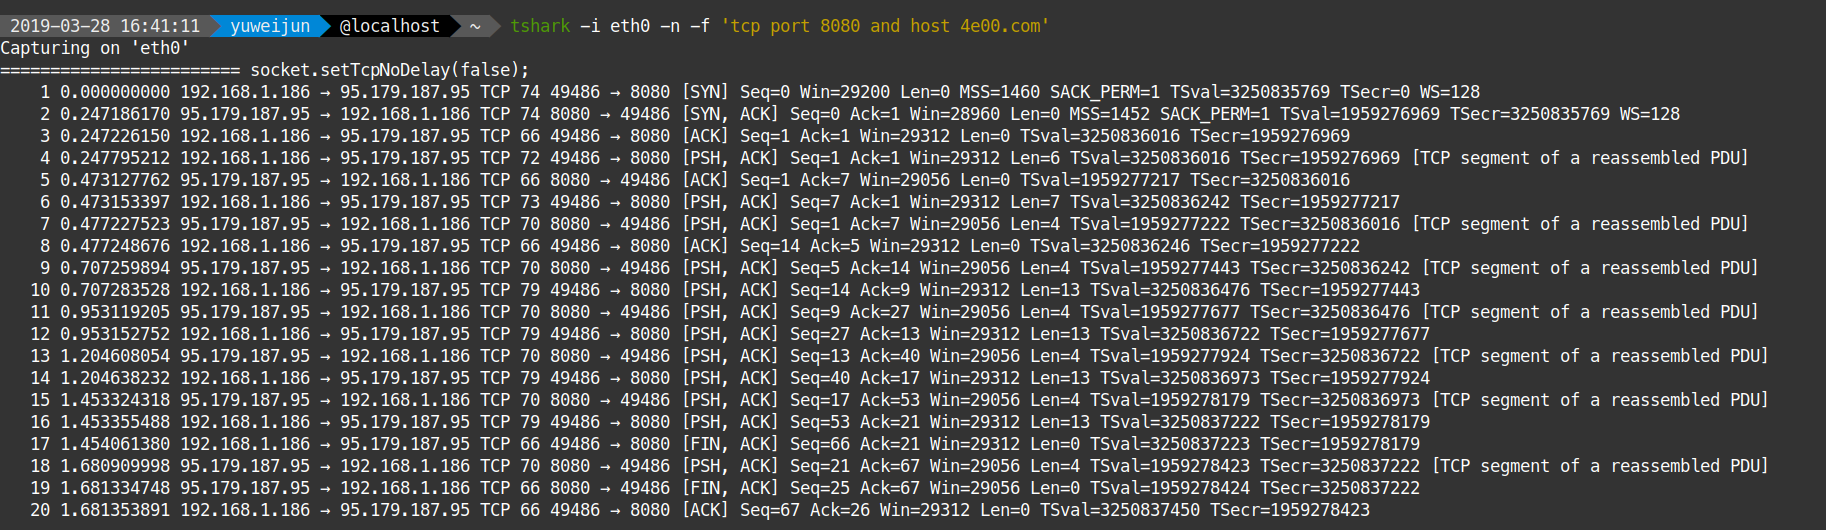 2019-03-28 16:41:11 yuweijun @localhost ~ tshark -i eth0 -n -f 'tcp port 8080 and host 4e00.com'
Capturing on 'eth0'
======================== socket.setTcpNoDelay(false);
1 0.000000000 192.168.1.186 → 95.179.187.95 TCP 74 49486 → 8080 [SYN] Seq=0 Win=29200 Len=0 MSS=1460 SACK_PERM=1 TSval=3250835769 TSecr=0 WS=128
2 0.247186170 95.179.187.95 → 192.168.1.186 TCP 74 8080 → 49486 [SYN, ACK] Seq=0 Ack=1 Win=28960 Len=0 MSS=1452 SACK_PERM=1 TSval=1959276969 TSecr=3250835769 WS=128
3 0.247226150 192.168.1.186 → 95.179.187.95 TCP 66 49486 → 8080 [ACK] Seq=1 Ack=1 Win=29312 Len=0 TSval=3250836016 TSecr=1959276969
4 0.247795212 192.168.1.186 → 95.179.187.95 TCP 72 49486 → 8080 [PSH, ACK] Seq=1 Ack=1 Win=29312 Len=6 TSval=3250836016 TSecr=1959276969 [TCP segment of a reassembled PDU]
5 0.473127762 95.179.187.95 → 192.168.1.186 TCP 66 8080 → 49486 [ACK] Seq=1 Ack=7 Win=29056 Len=0 TSval=1959277217 TSecr=3250836016
6 0.473153397 192.168.1.186 → 95.179.187.95 TCP 73 49486 → 8080 [PSH, ACK] Seq=7 Ack=1 Win=29312 Len=7 TSval=3250836242 TSecr=1959277217
7 0.477227523 95.179.187.95 → 192.168.1.186 TCP 70 8080 → 49486 [PSH, ACK] Seq=1 Ack=7 Win=29056 Len=4 TSval=1959277222 TSecr=3250836016 [TCP segment of a reassembled PDU]
8 0.477248676 192.168.1.186 → 95.179.187.95 TCP 66 49486 → 8080 [ACK] Seq=14 Ack=5 Win=29312 Len=0 TSval=3250836246 TSecr=1959277222
9 0.707259894 95.179.187.95 → 192.168.1.186 TCP 70 8080 → 49486 [PSH, ACK] Seq=5 Ack=14 Win=29056 Len=4 TSval=1959277443 TSecr=3250836242 [TCP segment of a reassembled PDU]
10 0.707283528 192.168.1.186 → 95.179.187.95 TCP 79 49486 → 8080 [PSH, ACK] Seq=14 Ack=9 Win=29312 Len=13 TSval=3250836476 TSecr=1959277443
11 0.953119205 95.179.187.95 → 192.168.1.186 TCP 70 8080 → 49486 [PSH, ACK] Seq=9 Ack=27 Win=29056 Len=4 TSval=1959277677 TSecr=3250836476 [TCP segment of a reassembled PDU]
12 0.953152752 192.168.1.186 → 95.179.187.95 TCP 79 49486 → 8080 [PSH, ACK] Seq=27 Ack=13 Win=29312 Len=13 TSval=3250836722 TSecr=1959277677
13 1.204608054 95.179.187.95 → 192.168.1.186 TCP 70 8080 → 49486 [PSH, ACK] Seq=13 Ack=40 Win=29056 Len=4 TSval=1959277924 TSecr=3250836722 [TCP segment of a reassembled PDU]
14 1.204638232 192.168.1.186 → 95.179.187.95 TCP 79 49486 → 8080 [PSH, ACK] Seq=40 Ack=17 Win=29312 Len=13 TSval=3250836973 TSecr=1959277924
15 1.453324318 95.179.187.95 → 192.168.1.186 TCP 70 8080 → 49486 [PSH, ACK] Seq=17 Ack=53 Win=29056 Len=4 TSval=1959278179 TSecr=3250836973 [TCP segment of a reassembled PDU]
16 1.453355488 192.168.1.186 → 95.179.187.95 TCP 79 49486 → 8080 [PSH, ACK] Seq=53 Ack=21 Win=29312 Len=13 TSval=3250837222 TSecr=1959278179
17 1.454061380 192.168.1.186 → 95.179.187.95 TCP 66 49486 → 8080 [FIN, ACK] Seq=66 Ack=21 Win=29312 Len=0 TSval=3250837223 TSecr=1959278179
18 1.680909998 95.179.187.95 → 192.168.1.186 TCP 70 8080 → 49486 [PSH, ACK] Seq=21 Ack=67 Win=29056 Len=4 TSval=1959278423 TSecr=3250837222 [TCP segment of a reassembled PDU]
19 1.681334748 95.179.187.95 → 192.168.1.186 TCP 66 8080 → 49486 [FIN, ACK] Seq=25 Ack=67 Win=29056 Len=0 TSval=1959278424 TSecr=3250837222
20 1.681353891 192.168.1.186 → 95.179.187.95 TCP 66 49486 → 8080 [ACK] Seq=67 Ack=26 Win=29312 Len=0 TSval=3250837450 TSecr=1959278423